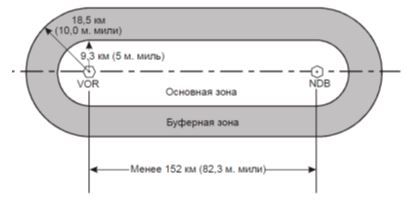 18,5 км
(10,0 м. мили)
9,3 км (5 м. миль)
VOR
NDB
Основная зона
Буферная зона
Менее 152 км (82,3 м. мили)